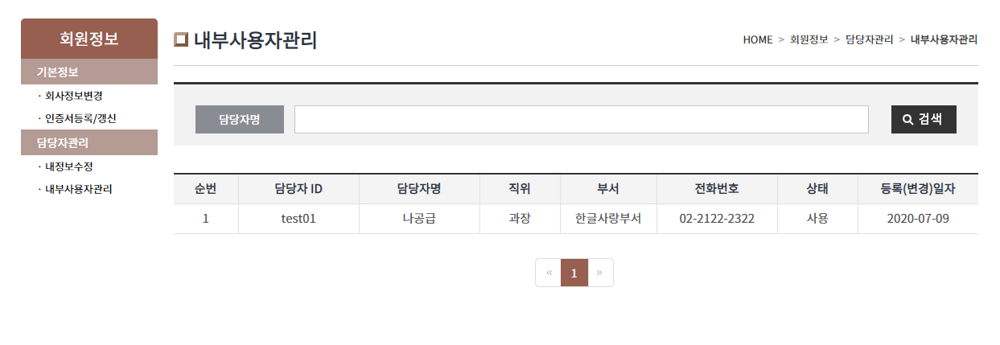 회원정보
기본정보
· 회사정보변경
· 인증서등록/갱신
담당자관리
· 내정보수정
· 내부사용자관리
내부사용자관리
HOME > 회원정보 > 담당자관리 > 내부사용자관리
담당자명
검색
순번 담당자 ID 담당자명 직위 부서 전화번호 상태 등록(변경)일자
1 test01 나공급 과장 한글사랑부서 02-2122-2322 사용 2020-07-09
« 1 »